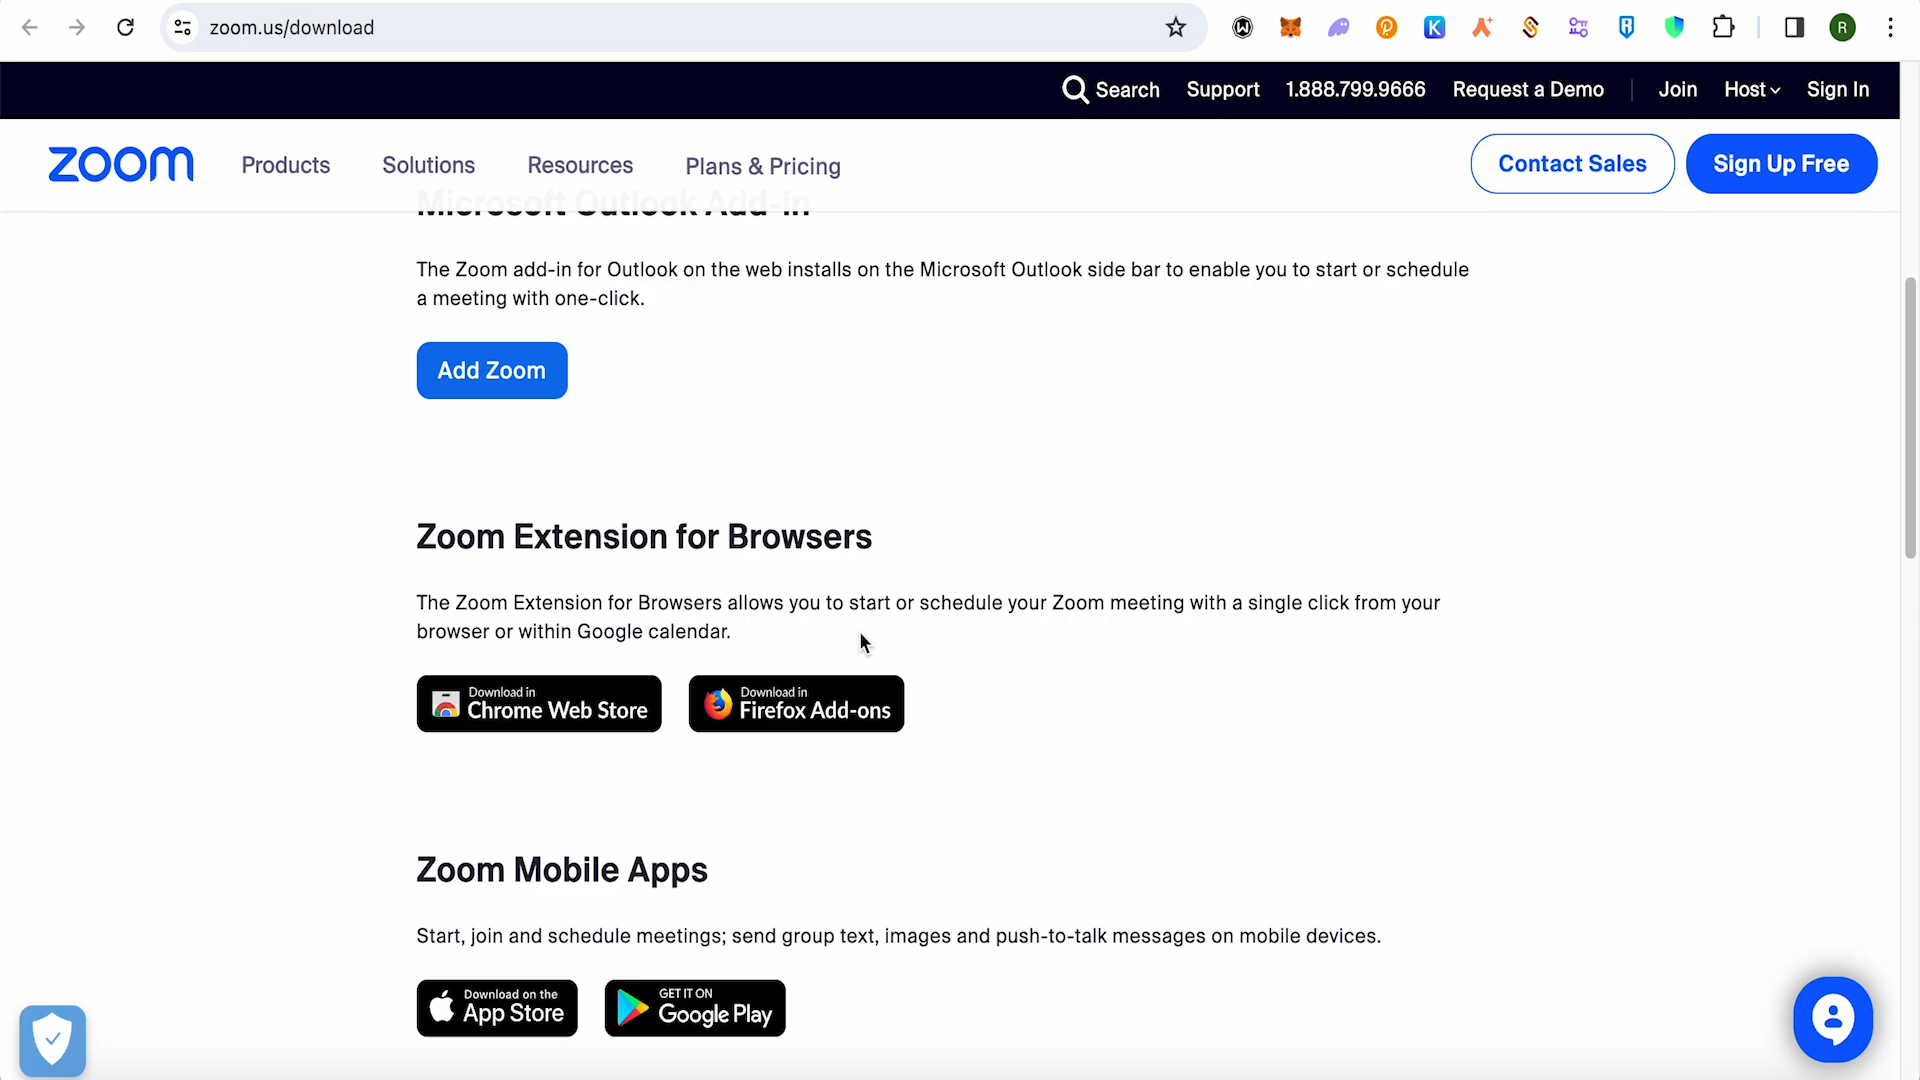 zoom.us/download
R
Search Support 1.888.799.9666 Request a Demo Join Host Sign In
zoom Products Solutions Resources Plans & Pricing Contact Sales Sign Up Free
Microsoft Outlook Add-in
The Zoom add-in for Outlook on the web installs on the Microsoft Outlook side bar to enable you to start or schedule
a meeting with one-click.
Add Zoom
Zoom Extension for Browsers
The Zoom Extension for Browsers allows you to start or schedule your Zoom meeting with a single click from your
browser or within Google calendar.
Download in
Chrome Web Store
Download in
Firefox Add-ons
Zoom Mobile Apps
Start, join and schedule meetings; send group text, images and push-to-talk messages on mobile devices.
Download on the
App Store
GET IT ON
Google Play